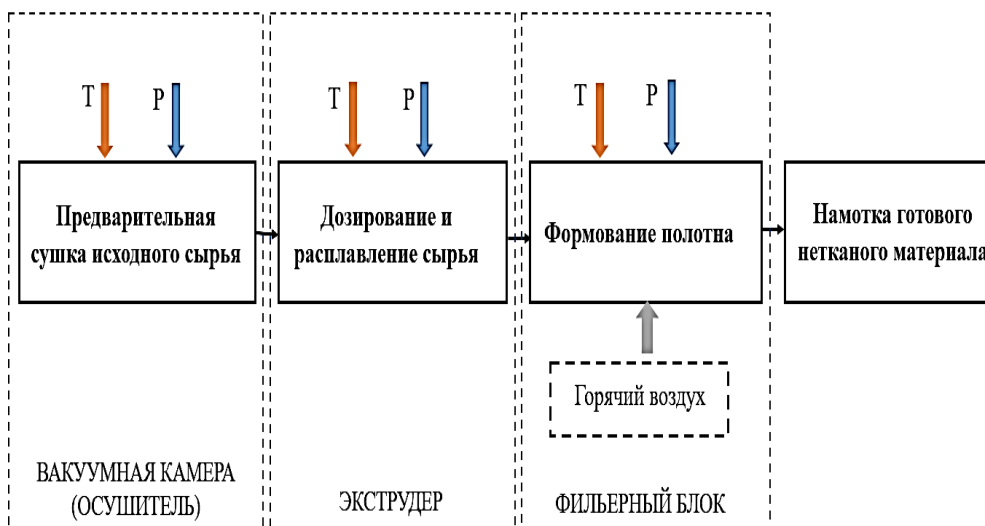 T
P
Предварительная
сушка исходного сырья
ВАКУУМНАЯ КАМЕРА
(ОСУШИТЕЛЬ)
T
P
Дозирование и
расплавление сырья
ЭКСТРУДЕР
T
P
Формование полотна
Горячий воздух
ФИЛЬЕРНЫЙ БЛОК
Намотка готового
нетканого материала